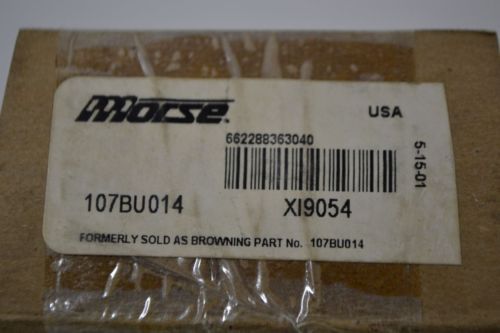 morse USA
662288363040
5-15-01
107BU014 XI9054
FORMERLY SOLD AS BROWNING PART No. 107BU014